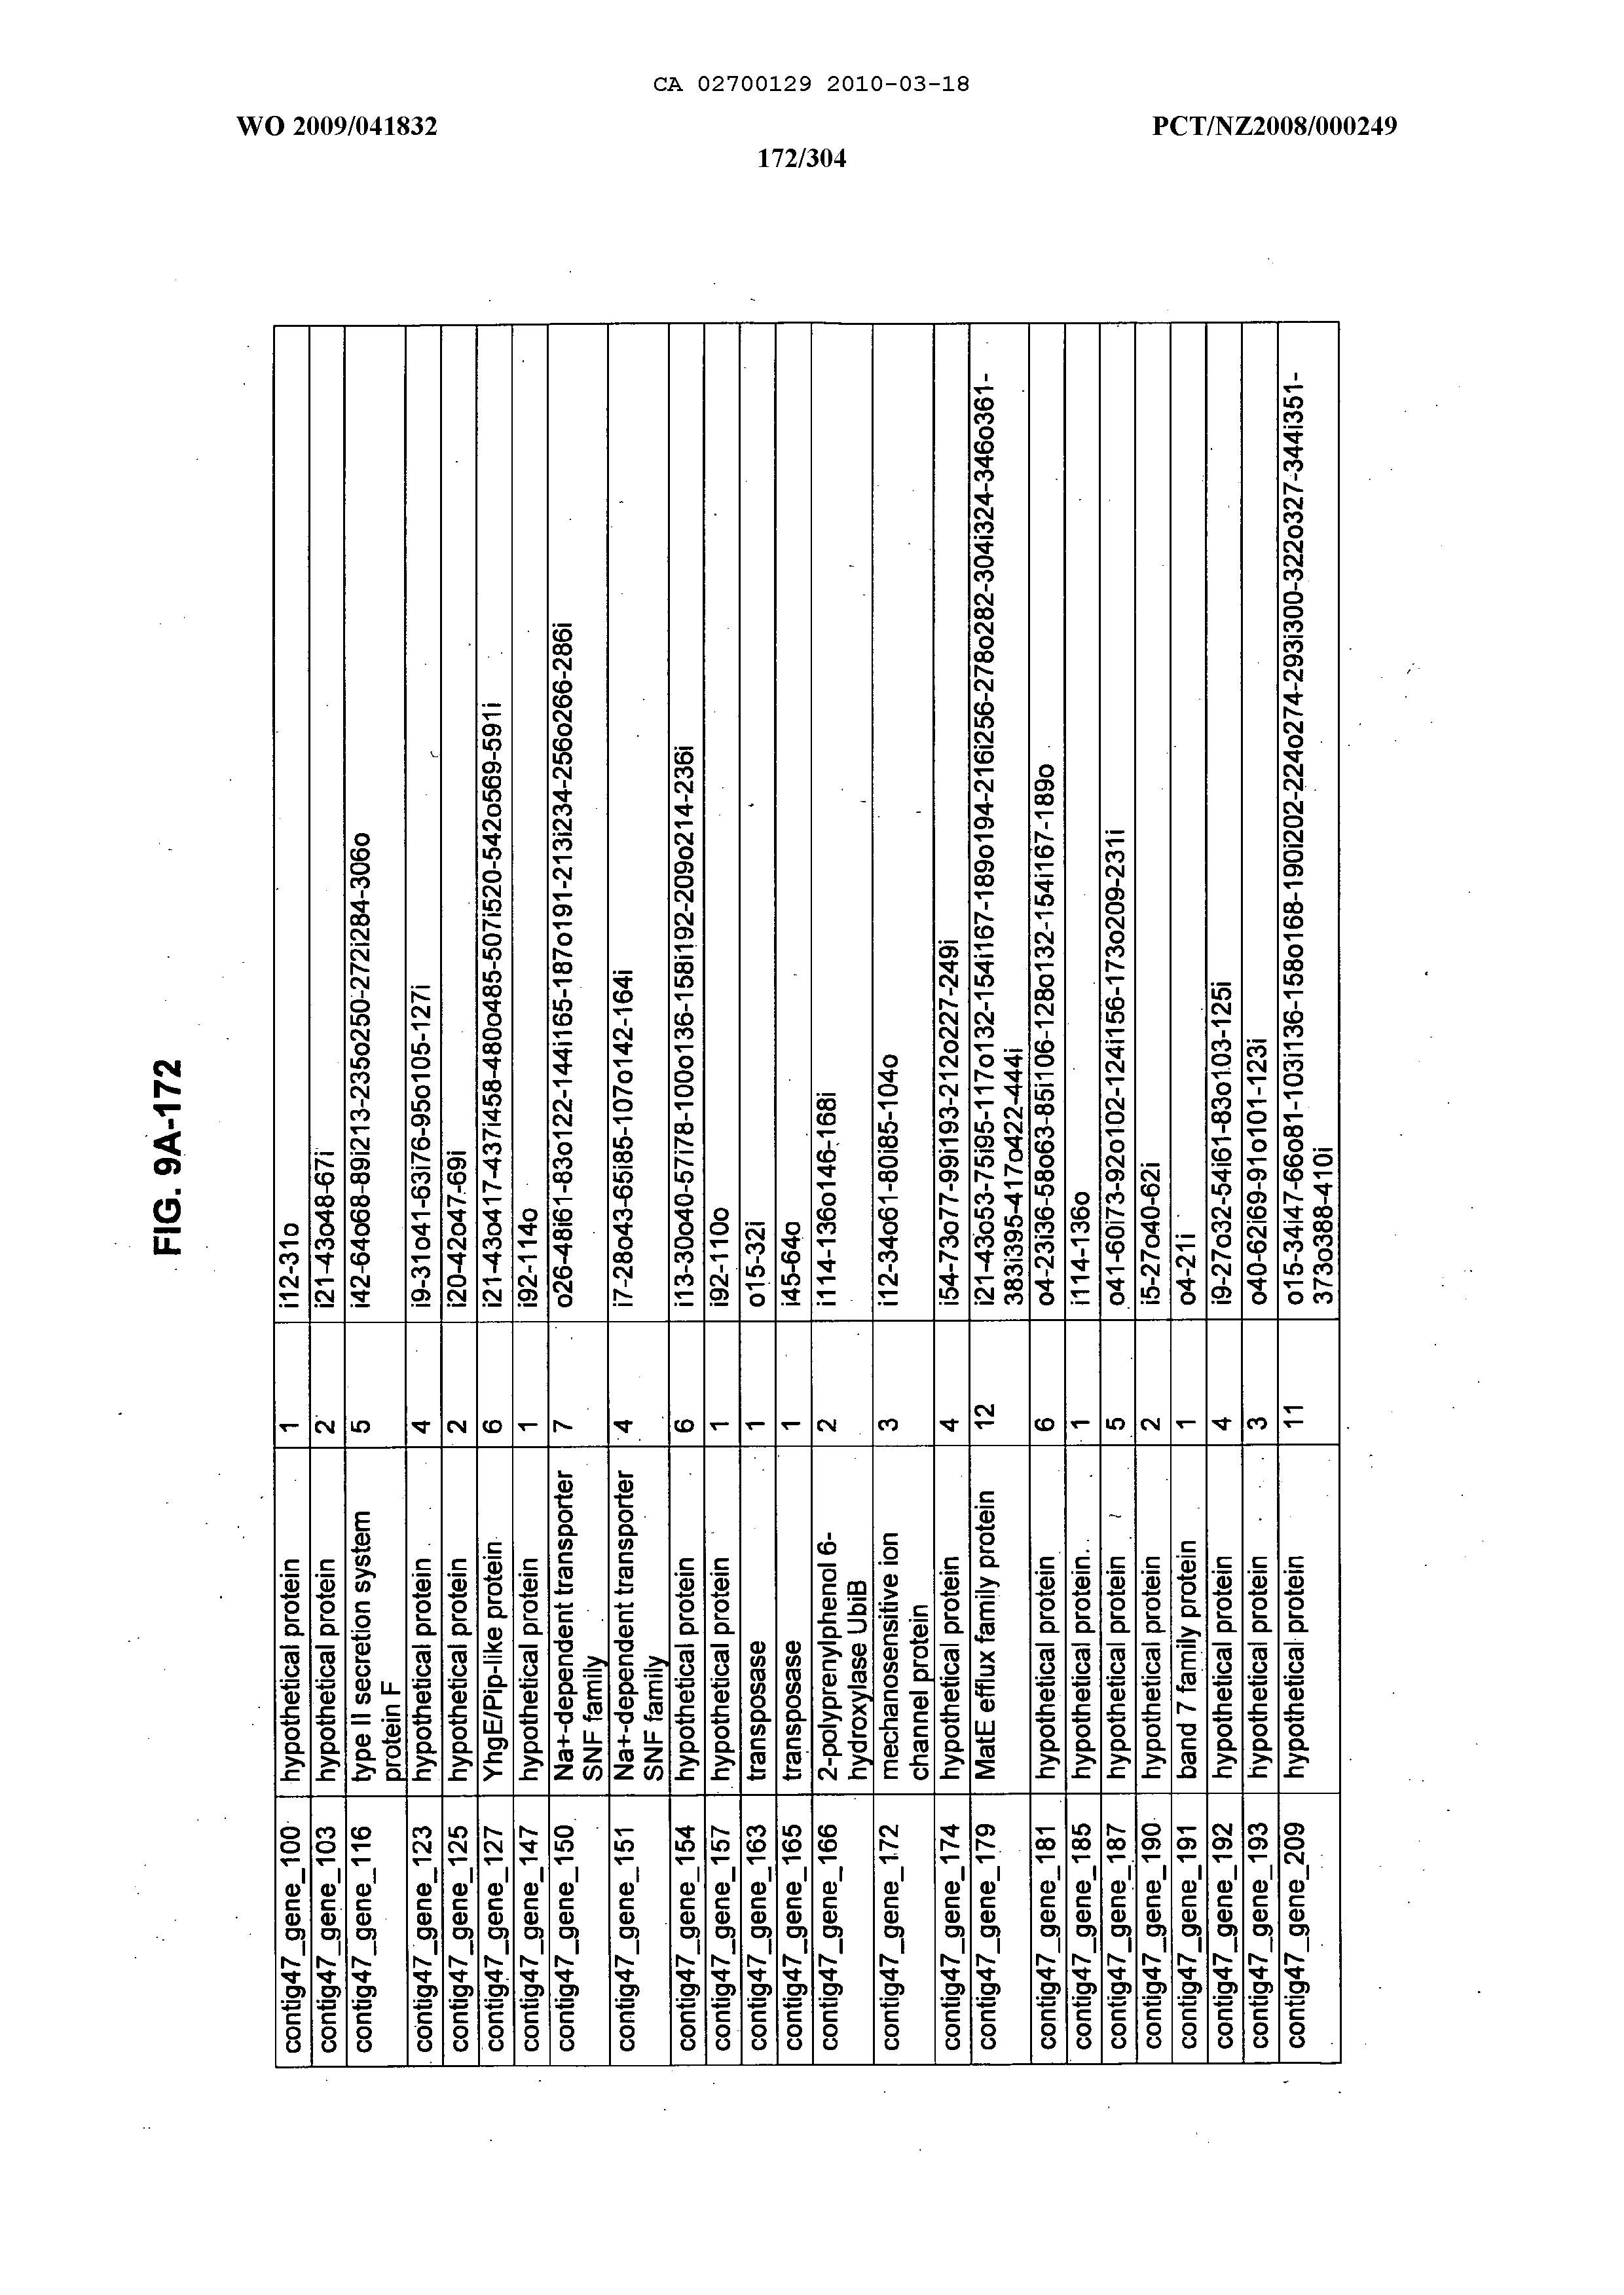 CA 02700129 2010-03-18
WO 2009/041832 PCT/NZ2008/000249
172/304
FIG. 9A-172
contig47_gene_100 hypothetical protein 1 i12-31o
contig47_gene_103 hypothetical protein 2 i21-43o48-67i
contig47_gene_116 type II secretion system 5 i42-64o68-89i213-235o250-272i284-306o
protein F
contig47_gene_123 hypothetical protein 4 i9-31o41-63i76-95o105-127i
contig47_gene_125 hypothetical protein 2 i20-42o47-69i
contig47_gene_127 YhgE/Pip-like protein 6 i21-43o417-437i458-480o485-507i520-542o569-591i
contig47_gene_147 hypothetical protein 1 i92-114o
contig47_gene_150 Na+-dependent transporter 7 o26-48i61-83o122-144i165-187o191-213i234-256o266-286i
SNF family
contig47_gene_151 Na+-dependent transporter 4 i7-28o43-65i85-107o142-164i
SNF family
contig47_gene_154 hypothetical protein 6 i13-30o40-57i78-100o136-158i192-209o214-236i
contig47_gene_157 hypothetical protein 1 i92-110o
contig47_gene_163 transposase 1 o15-32i
contig47_gene_165 transposase 1 i45-64o
contig47_gene_166 2-polyprenylphenol 6- 2 i114-136o146-168i
hydroxylase UbiB
contig47_gene_172 mechanosensitive ion 3 i12-34o61-80i85-104o
channel protein
contig47_gene_174 hypothetical protein 4 i54-73o77-99i193-212o227-249i
contig47_gene_179 MatE efflux family protein 12 i21-43o53-75i95-117o132-154i167-189o194-216i256-278o282-304i324-346o361-
383i395-417o422-444i
contig47_gene_181 hypothetical protein 6 o4-23i36-58o63-85i106-128o132-154i167-189o
contig47_gene_185 hypothetical protein 1 i114-136o
contig47_gene_187 hypothetical protein 5 o41-60i73-92o102-124i156-173o209-231i
contig47_gene_190 hypothetical protein 2 i5-27o40-62i
contig47_gene_191 band 7 family protein 1 o4-21i
contig47_gene_192 hypothetical protein 4 i9-27o32-54i61-83o103-125i
contig47_gene_193 hypothetical protein 3 o40-62i69-91o101-123i
contig47_gene_209 hypothetical protein 11 o15-34i47-66o81-103i136-158o168-190i202-224o274-293i300-322o327-344i351-
373o388-410i